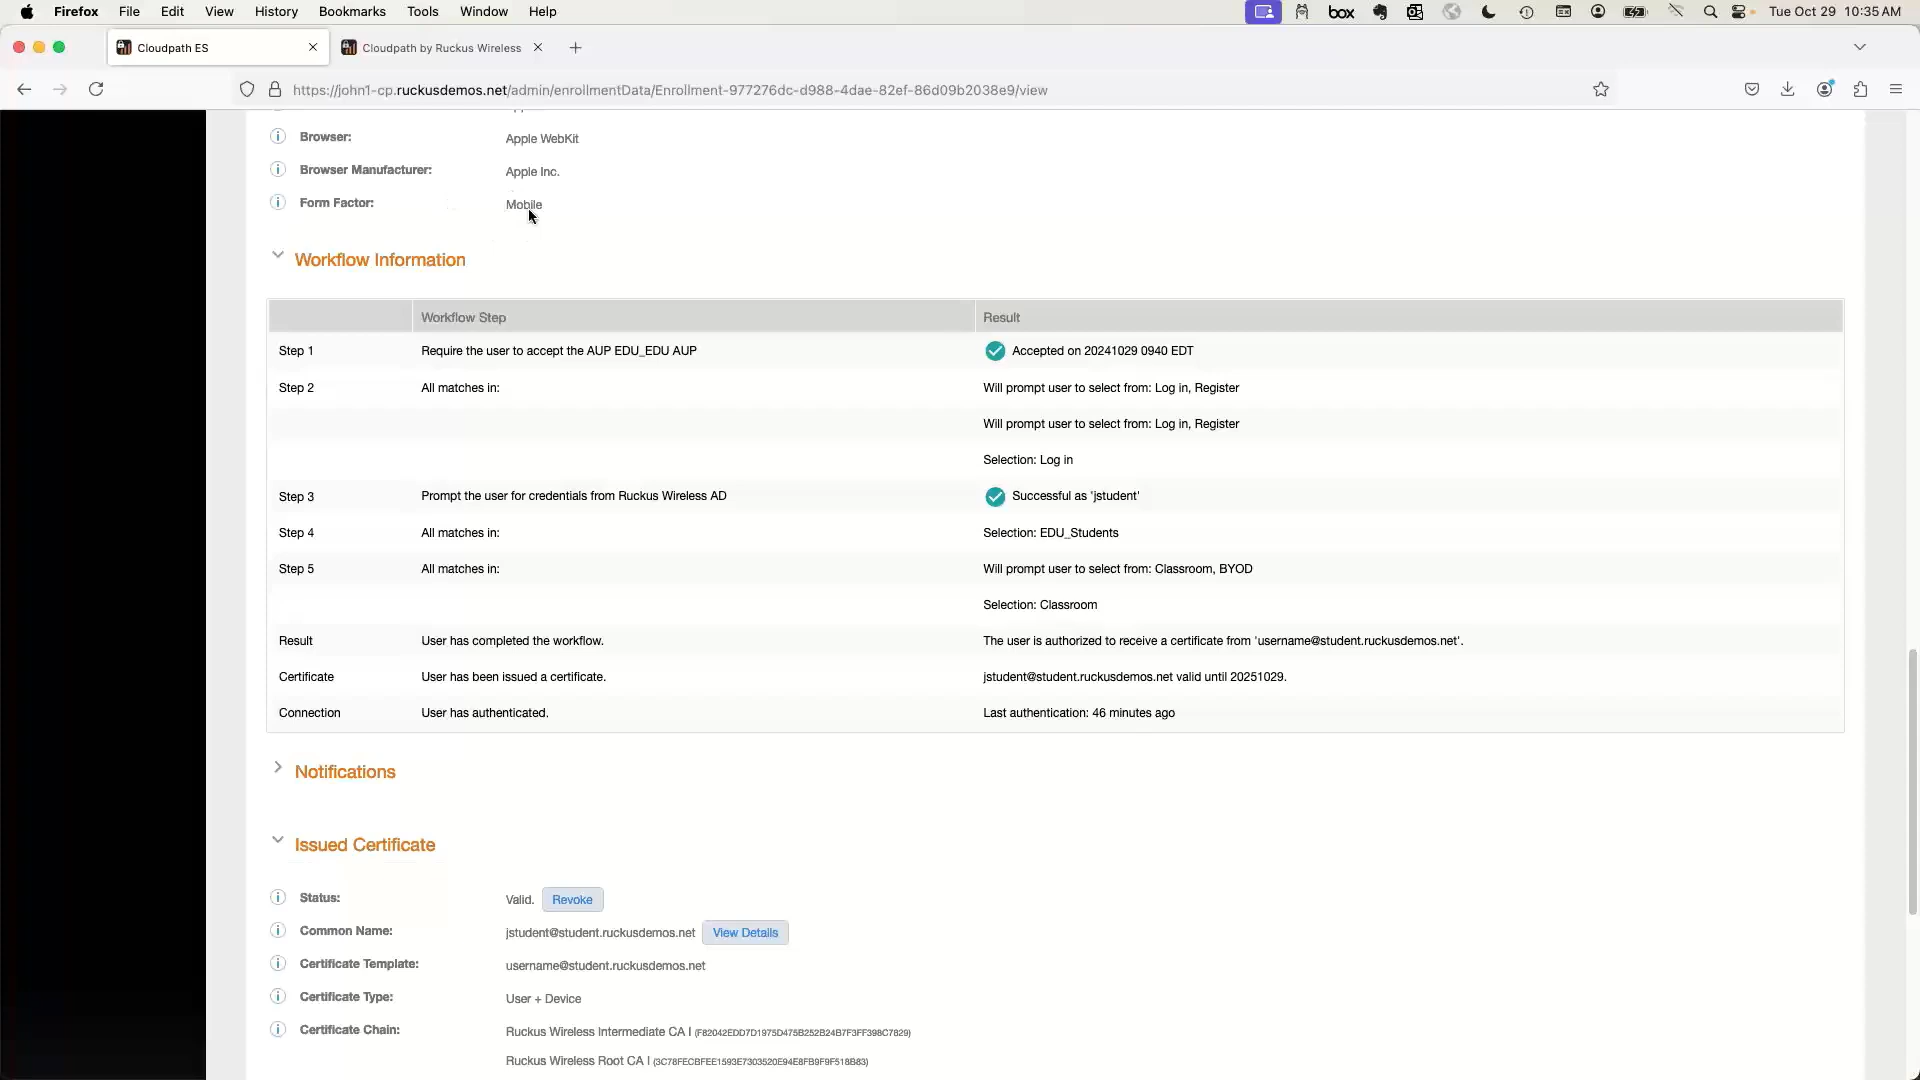 Firefox File Edit View History Bookmarks Tools Window Help box Tue Oct 29 10:35 AM
Cloudpath ES Cloudpath by Ruckus Wireless
https://john1-cp.ruckusdemos.net/admin/enrollmentData/Enrollment-977276dc-d988-4dae-82ef-86d09b2038e9/view
Browser: Apple WebKit
Browser Manufacturer: Apple Inc.
Form Factor: Mobile
Workflow Information
Workflow Step Result
Step 1 Require the user to accept the AUP EDU_EDU AUP Accepted on 20241029 0940 EDT
Step 2 All matches in: Will prompt user to select from: Log in, Register
Will prompt user to select from: Log in, Register
Selection: Log in
Step 3 Prompt the user for credentials from Ruckus Wireless AD Successful as 'jstudent'
Step 4 All matches in: Selection: EDU_Students
Step 5 All matches in: Will prompt user to select from: Classroom, BYOD
Selection: Classroom
Result User has completed the workflow. The user is authorized to receive a certificate from 'username@student.ruckusdemos.net'.
Certificate User has been issued a certificate. jstudent@student.ruckusdemos.net valid until 20251029.
Connection User has authenticated. Last authentication: 46 minutes ago
Notifications
Issued Certificate
Status: Valid. Revoke
Common Name: jstudent@student.ruckusdemos.net View Details
Certificate Template: username@student.ruckusdemos.net
Certificate Type: User + Device
Certificate Chain: Ruckus Wireless Intermediate CA I (F82042EDD7D1975D475B252B24B7F3FF398C7829)
Ruckus Wireless Root CA I (3C78FECBFEE1593E7303520E94E8FB9F9F518B83)